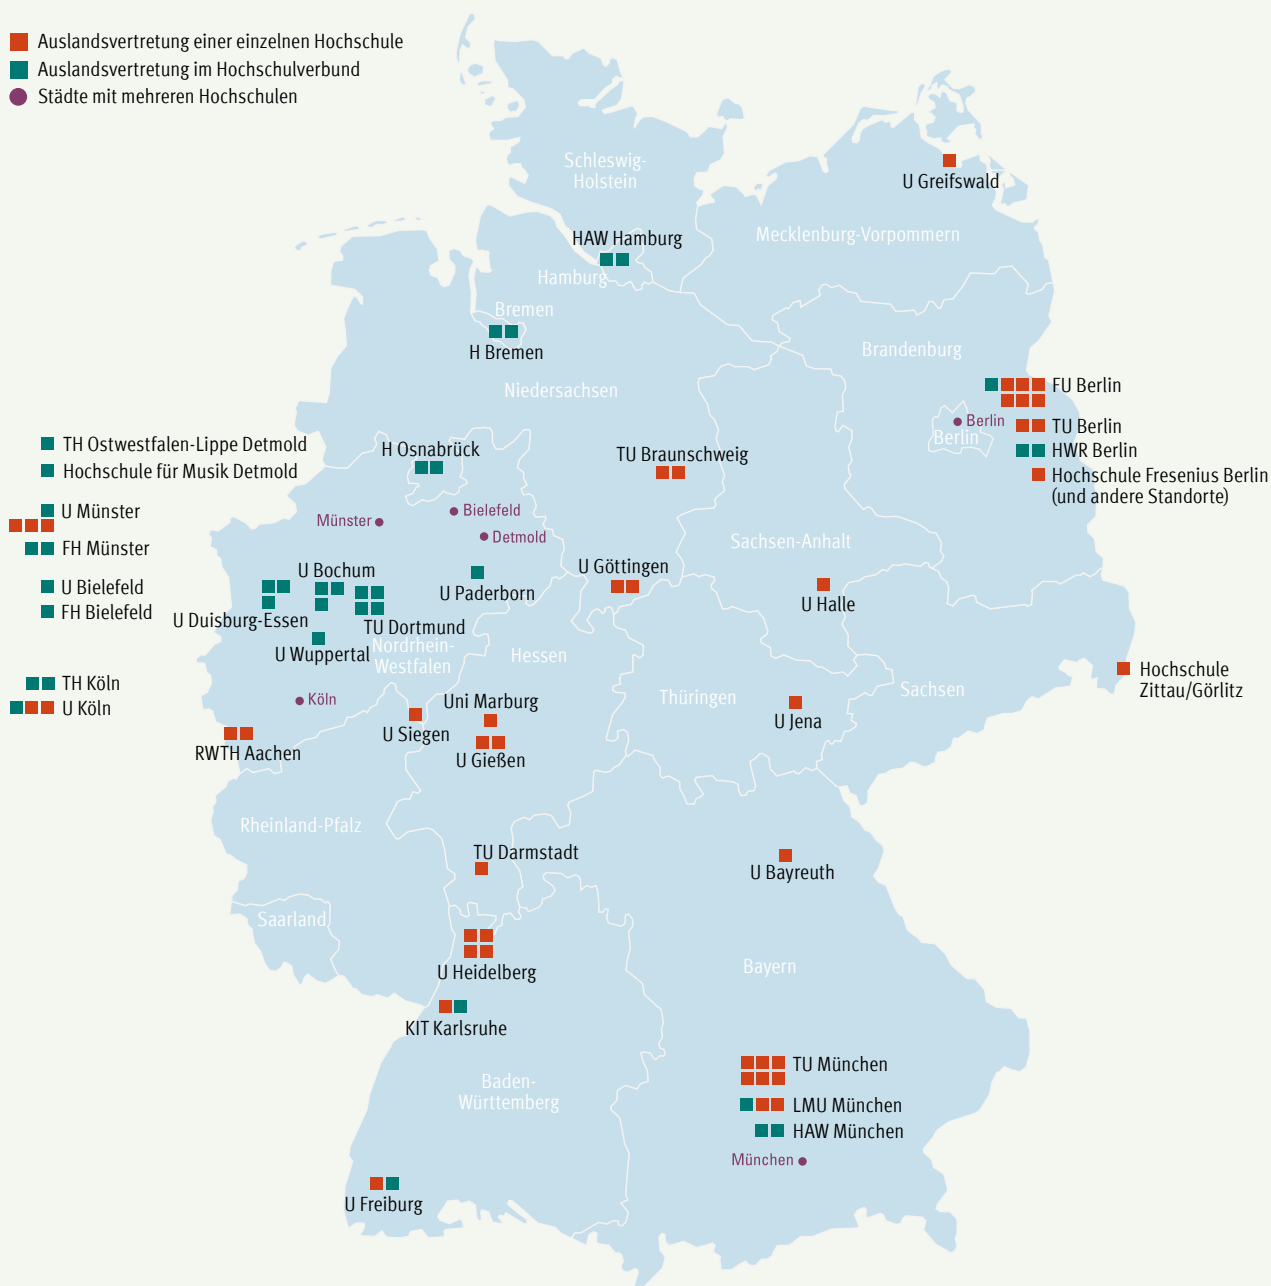 Auslandsvertretung einer einzelnen Hochschule
Auslandsvertretung im Hochschulverbund
Städte mit mehreren Hochschulen
Schleswig-
Holstein
U Greifswald
Mecklenburg-Vorpommern
HAW Hamburg
Hamburg
Bremen
H Bremen
Brandenburg
Niedersachsen
FU Berlin
Berlin
TU Berlin
Berlin
HWR Berlin
Hochschule Fresenius Berlin
(und andere Standorte)
TH Ostwestfalen-Lippe Detmold
Hochschule für Musik Detmold
H Osnabrück
TU Braunschweig
U Münster
Münster
Bielefeld
Detmold
FH Münster
Sachsen-Anhalt
U Bielefeld
FH Bielefeld
U Bochum
U Paderborn
U Göttingen
U Halle
U Duisburg-Essen
TU Dortmund
U Wuppertal
Nordrhein-
Westfalen
Hessen
Hochschule
Zittau/Görlitz
TH Köln
U Köln
Köln
Uni Marburg
Thüringen
Sachsen
U Siegen
U Jena
RWTH Aachen
U Gießen
Rheinland-Pfalz
TU Darmstadt
U Bayreuth
Saarland
U Heidelberg
Bayern
KIT Karlsruhe
Baden-
Württemberg
TU München
LMU München
HAW München
München
U Freiburg